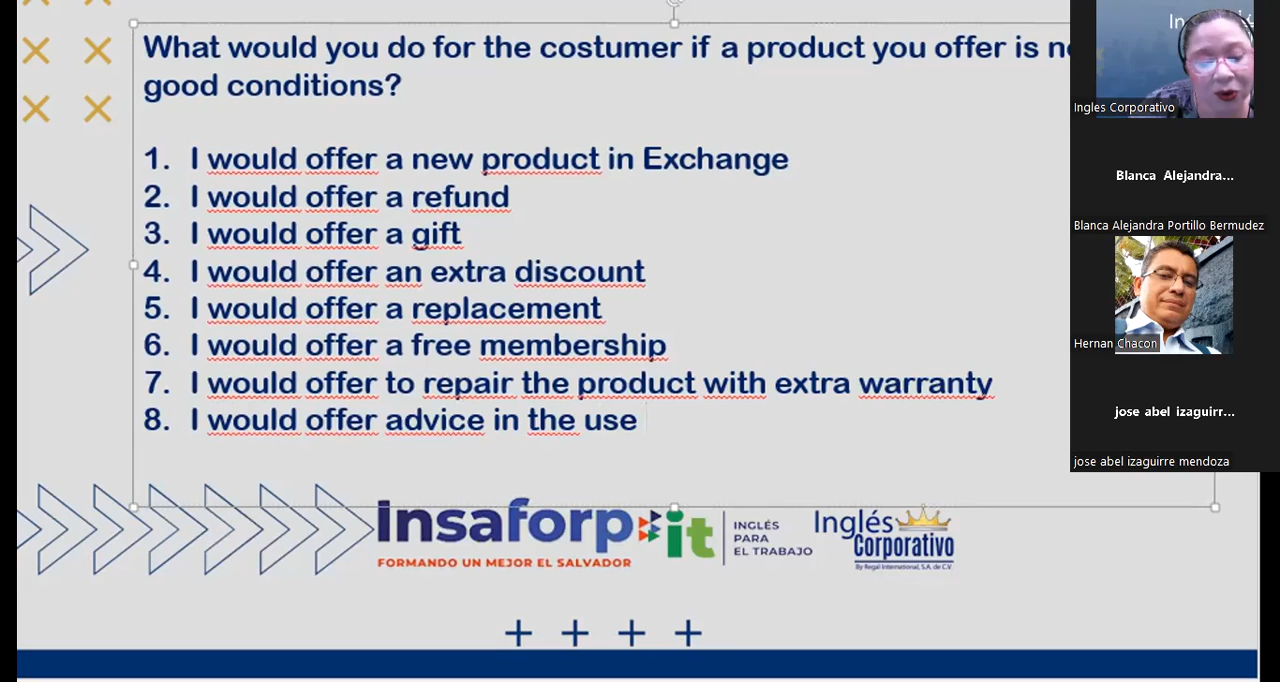 What would you do for the costumer if a product you offer is
good conditions?
1. I would offer a new product in Exchange
2. I would offer a refund
3. I would offer a gift
4. I would offer an extra discount
5. I would offer a replacement
6. I would offer a free membership
7. I would offer to repair the product with extra warranty
8. I would offer advice in the use
Insaforp it
FORMANDO UN MEJOR EL SALVADOR
INGLÉS
PARA
EL TRABAJO
Inglés
Corporativo
By Regal International, S.A. de C.V
Ingles Corporativo
Blanca Alejandra...
Blanca Alejandra Portillo Bermudez
Hernan Chacon
jose abel izaguirr...
jose abel izaguirre mendoza